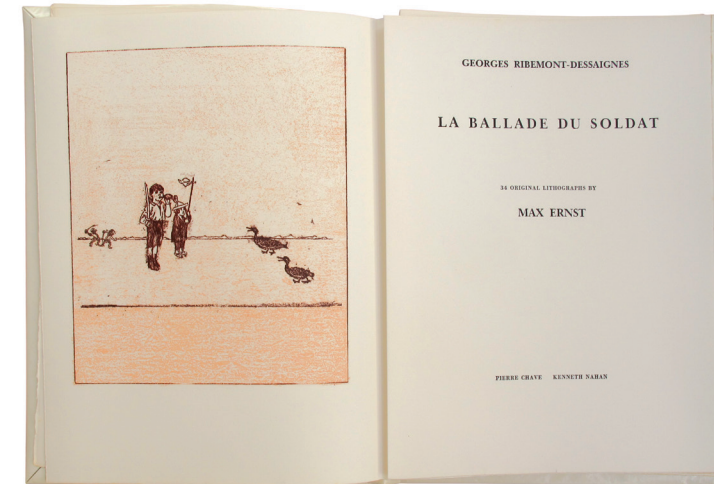 GEORGES RIBEMONT-DESSAIGNES
LA BALLADE DU SOLDAT
34 ORIGINAL LITHOGRAPHS BY
MAX ERNST
PIERRE CHAVE KENNETH NAHAN